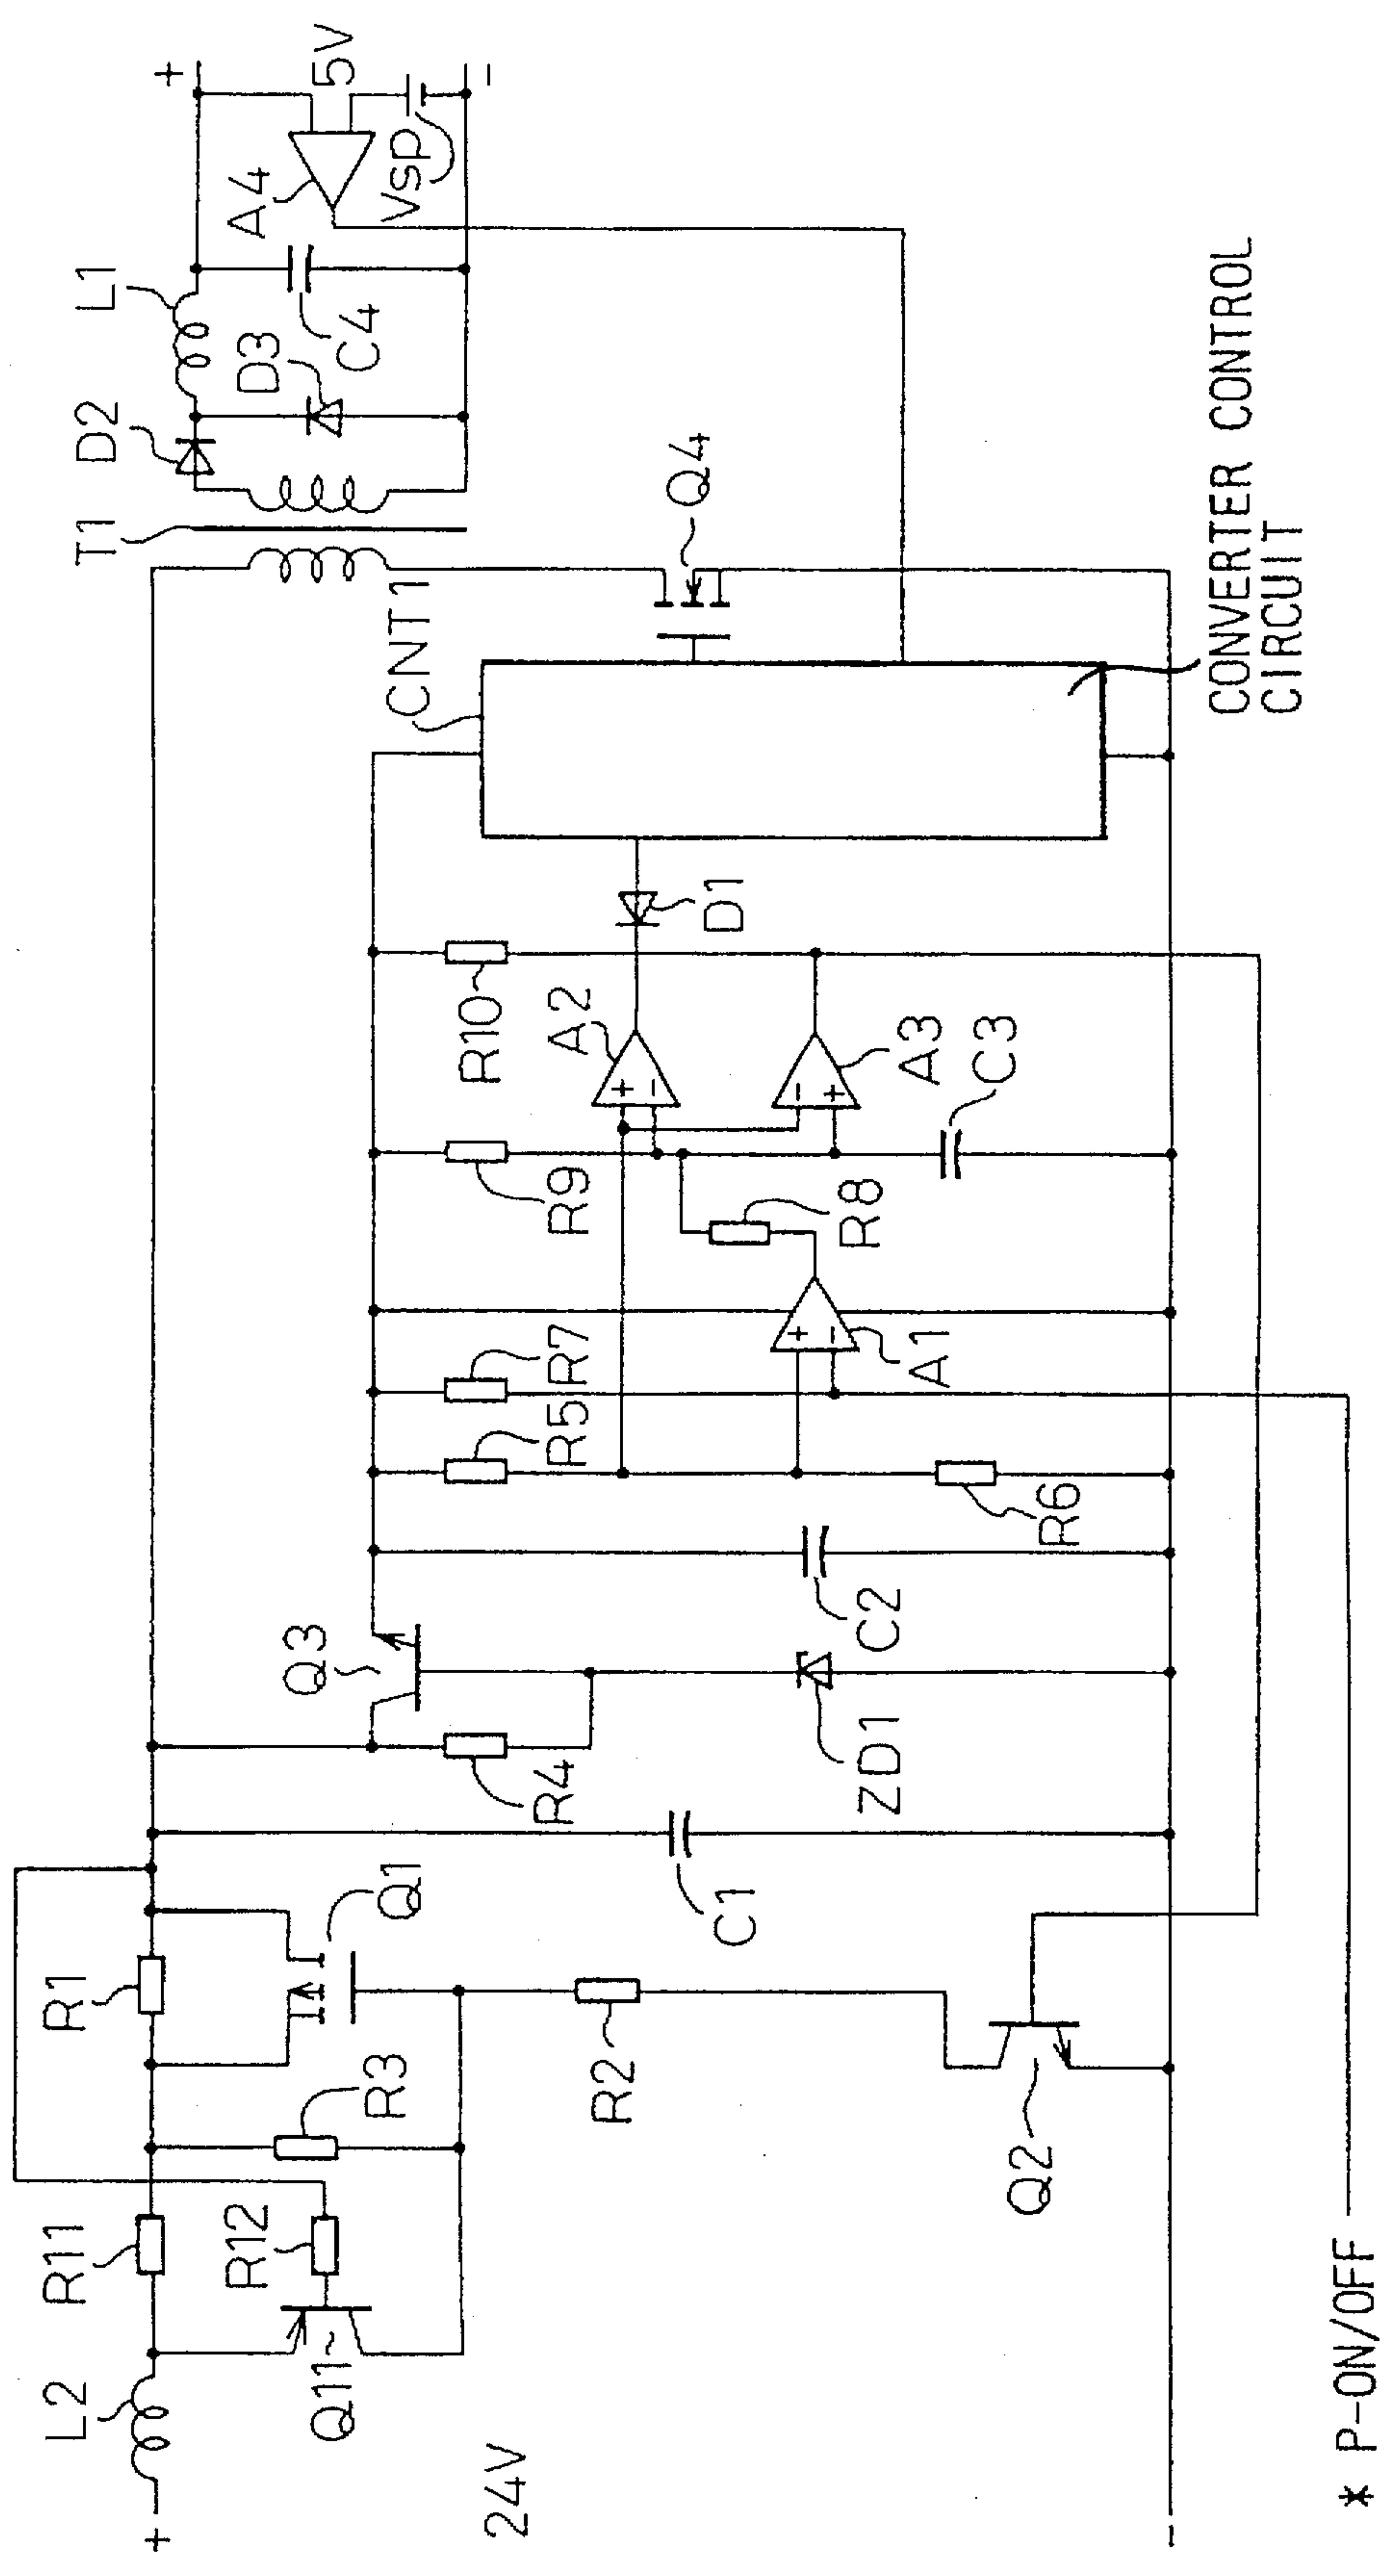 +
L2
R11
R1
R12
Q11
R3
Q1
24V
R2
Q2
C1
R4
Q3
ZD1
C2
R5
R7
R6
+
-
A1
R8
R9
R10
+
-
A2
-
+
A3
C3
D1
CNT1
Q4
T1
D2
D3
L1
C4
A4
Vsp
5V
+
-
CONVERTER CONTROL
CIRCUIT
-
* P-ON/OFF